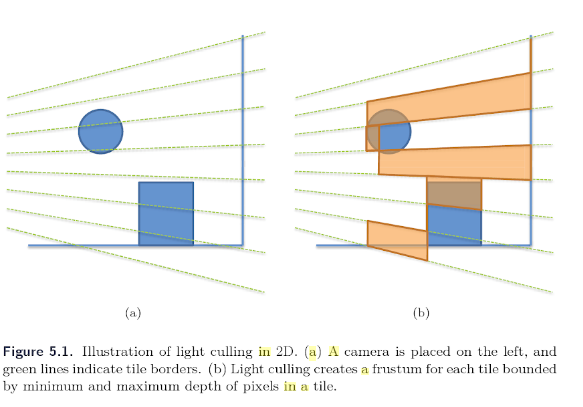 (a)
(b)
Figure 5.1. Illustration of light culling in 2D. (a) A camera is placed on the left, and
green lines indicate tile borders. (b) Light culling creates a frustum for each tile bounded
by minimum and maximum depth of pixels in a tile.